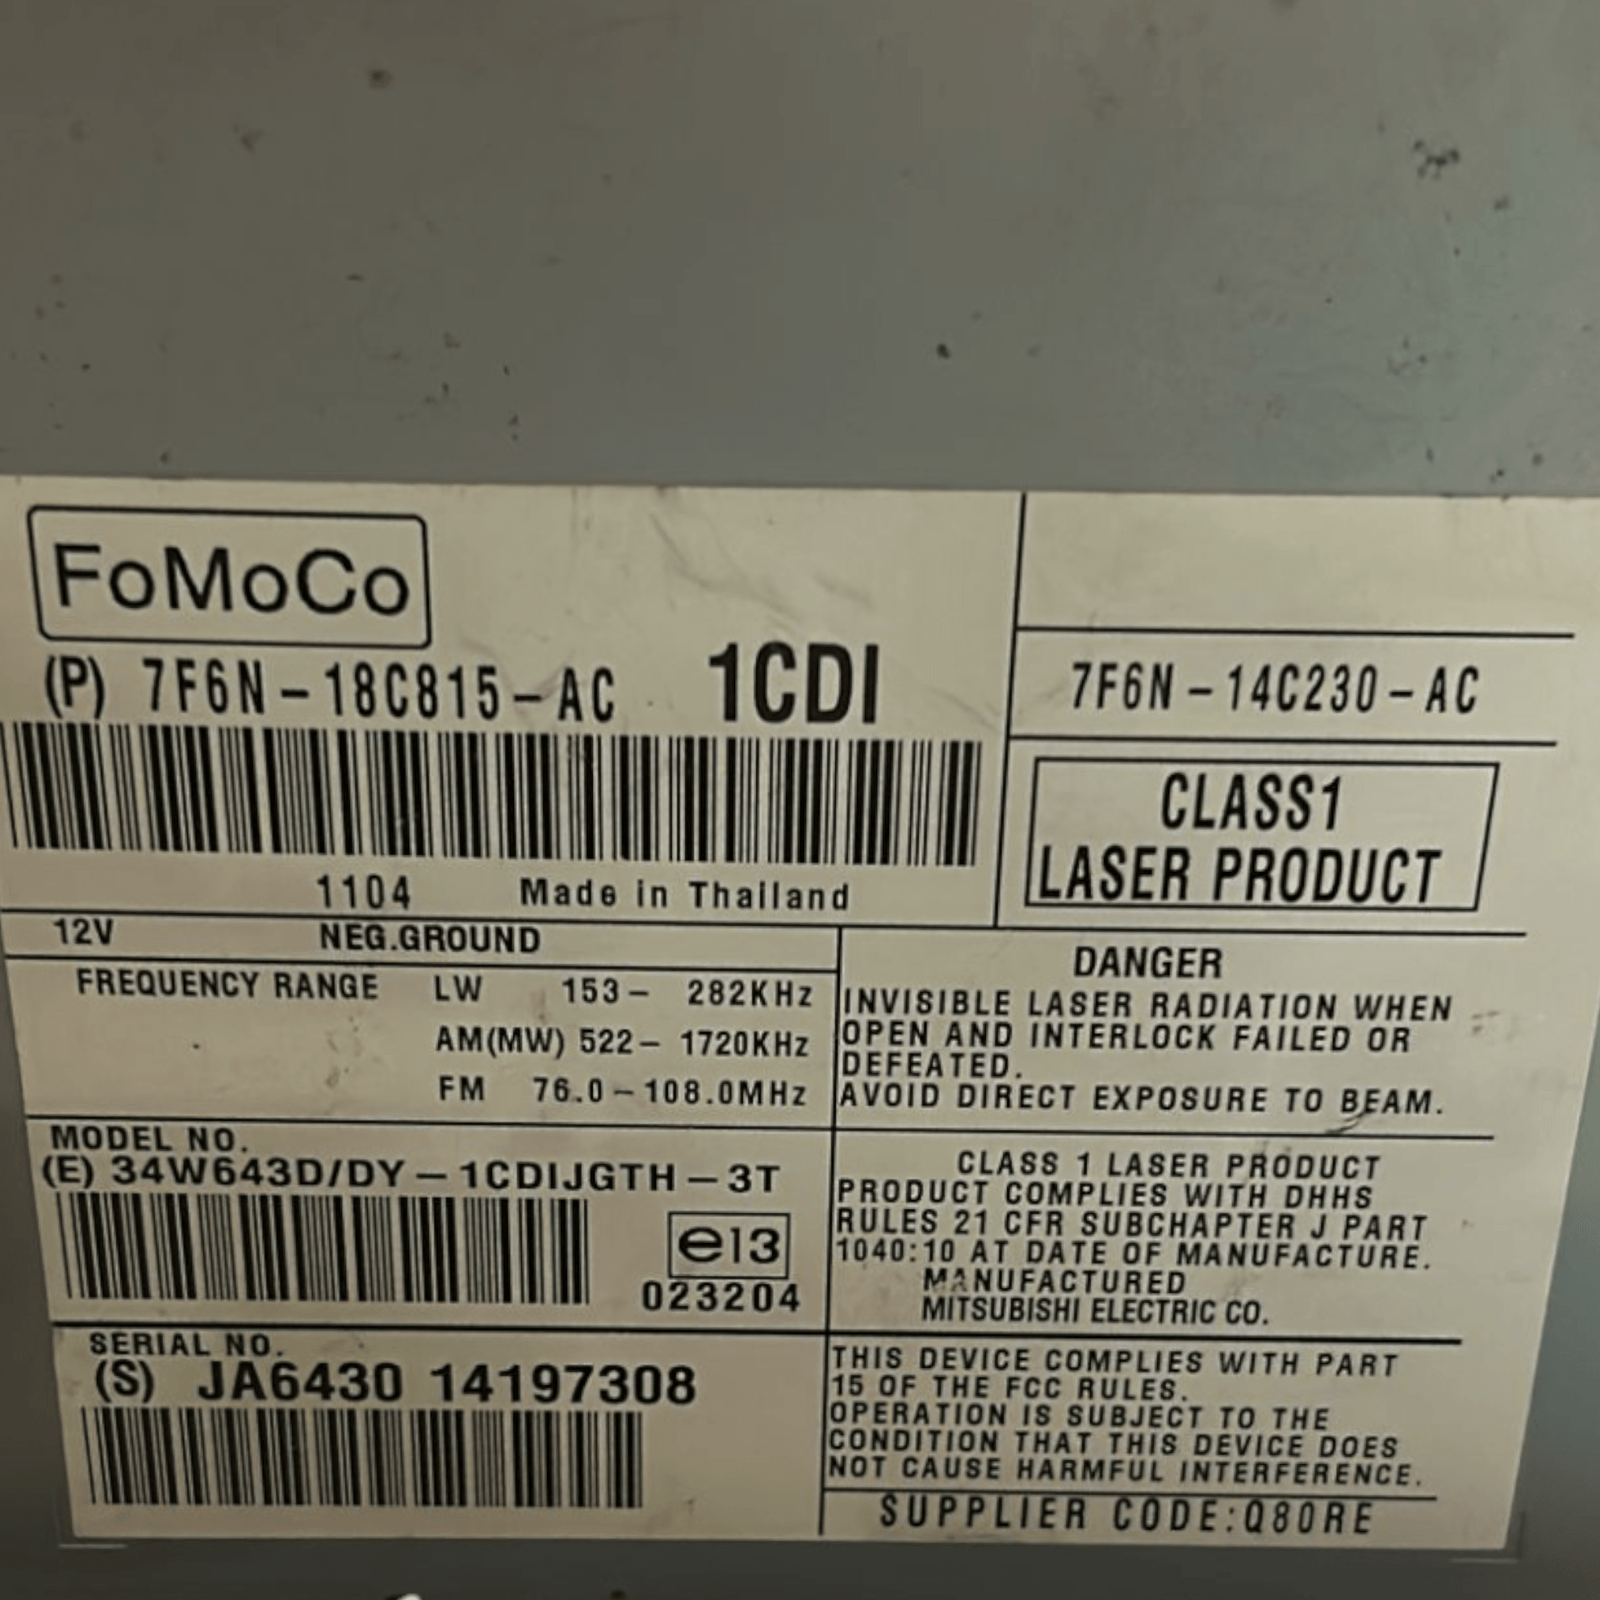 FoMoCo
(P) 7F6N-18C815-AC 1CDI
7F6N-14C230-AC
CLASS1
LASER PRODUCT
1104 Made in Thailand
12V NEG.GROUND
FREQUENCY RANGE LW 153- 282KHz
AM(MW) 522- 1720KHz
FM 76.0-108.0MHz
DANGER
INVISIBLE LASER RADIATION WHEN
OPEN AND INTERLOCK FAILED OR
DEFEATED.
AVOID DIRECT EXPOSURE TO BEAM.
MODEL NO.
(E) 34W643D/DY-1CDIJGTH-3T
e13
023204
CLASS 1 LASER PRODUCT
PRODUCT COMPLIES WITH DHHS
RULES 21 CFR SUBCHAPTER J PART
1040:10 AT DATE OF MANUFACTURE.
MANUFACTURED
MITSUBISHI ELECTRIC CO.
SERIAL NO.
(S) JA6430 14197308
THIS DEVICE COMPLIES WITH PART
15 OF THE FCC RULES.
OPERATION IS SUBJECT TO THE
CONDITION THAT THIS DEVICE DOES
NOT CAUSE HARMFUL INTERFERENCE.
SUPPLIER CODE:Q80RE